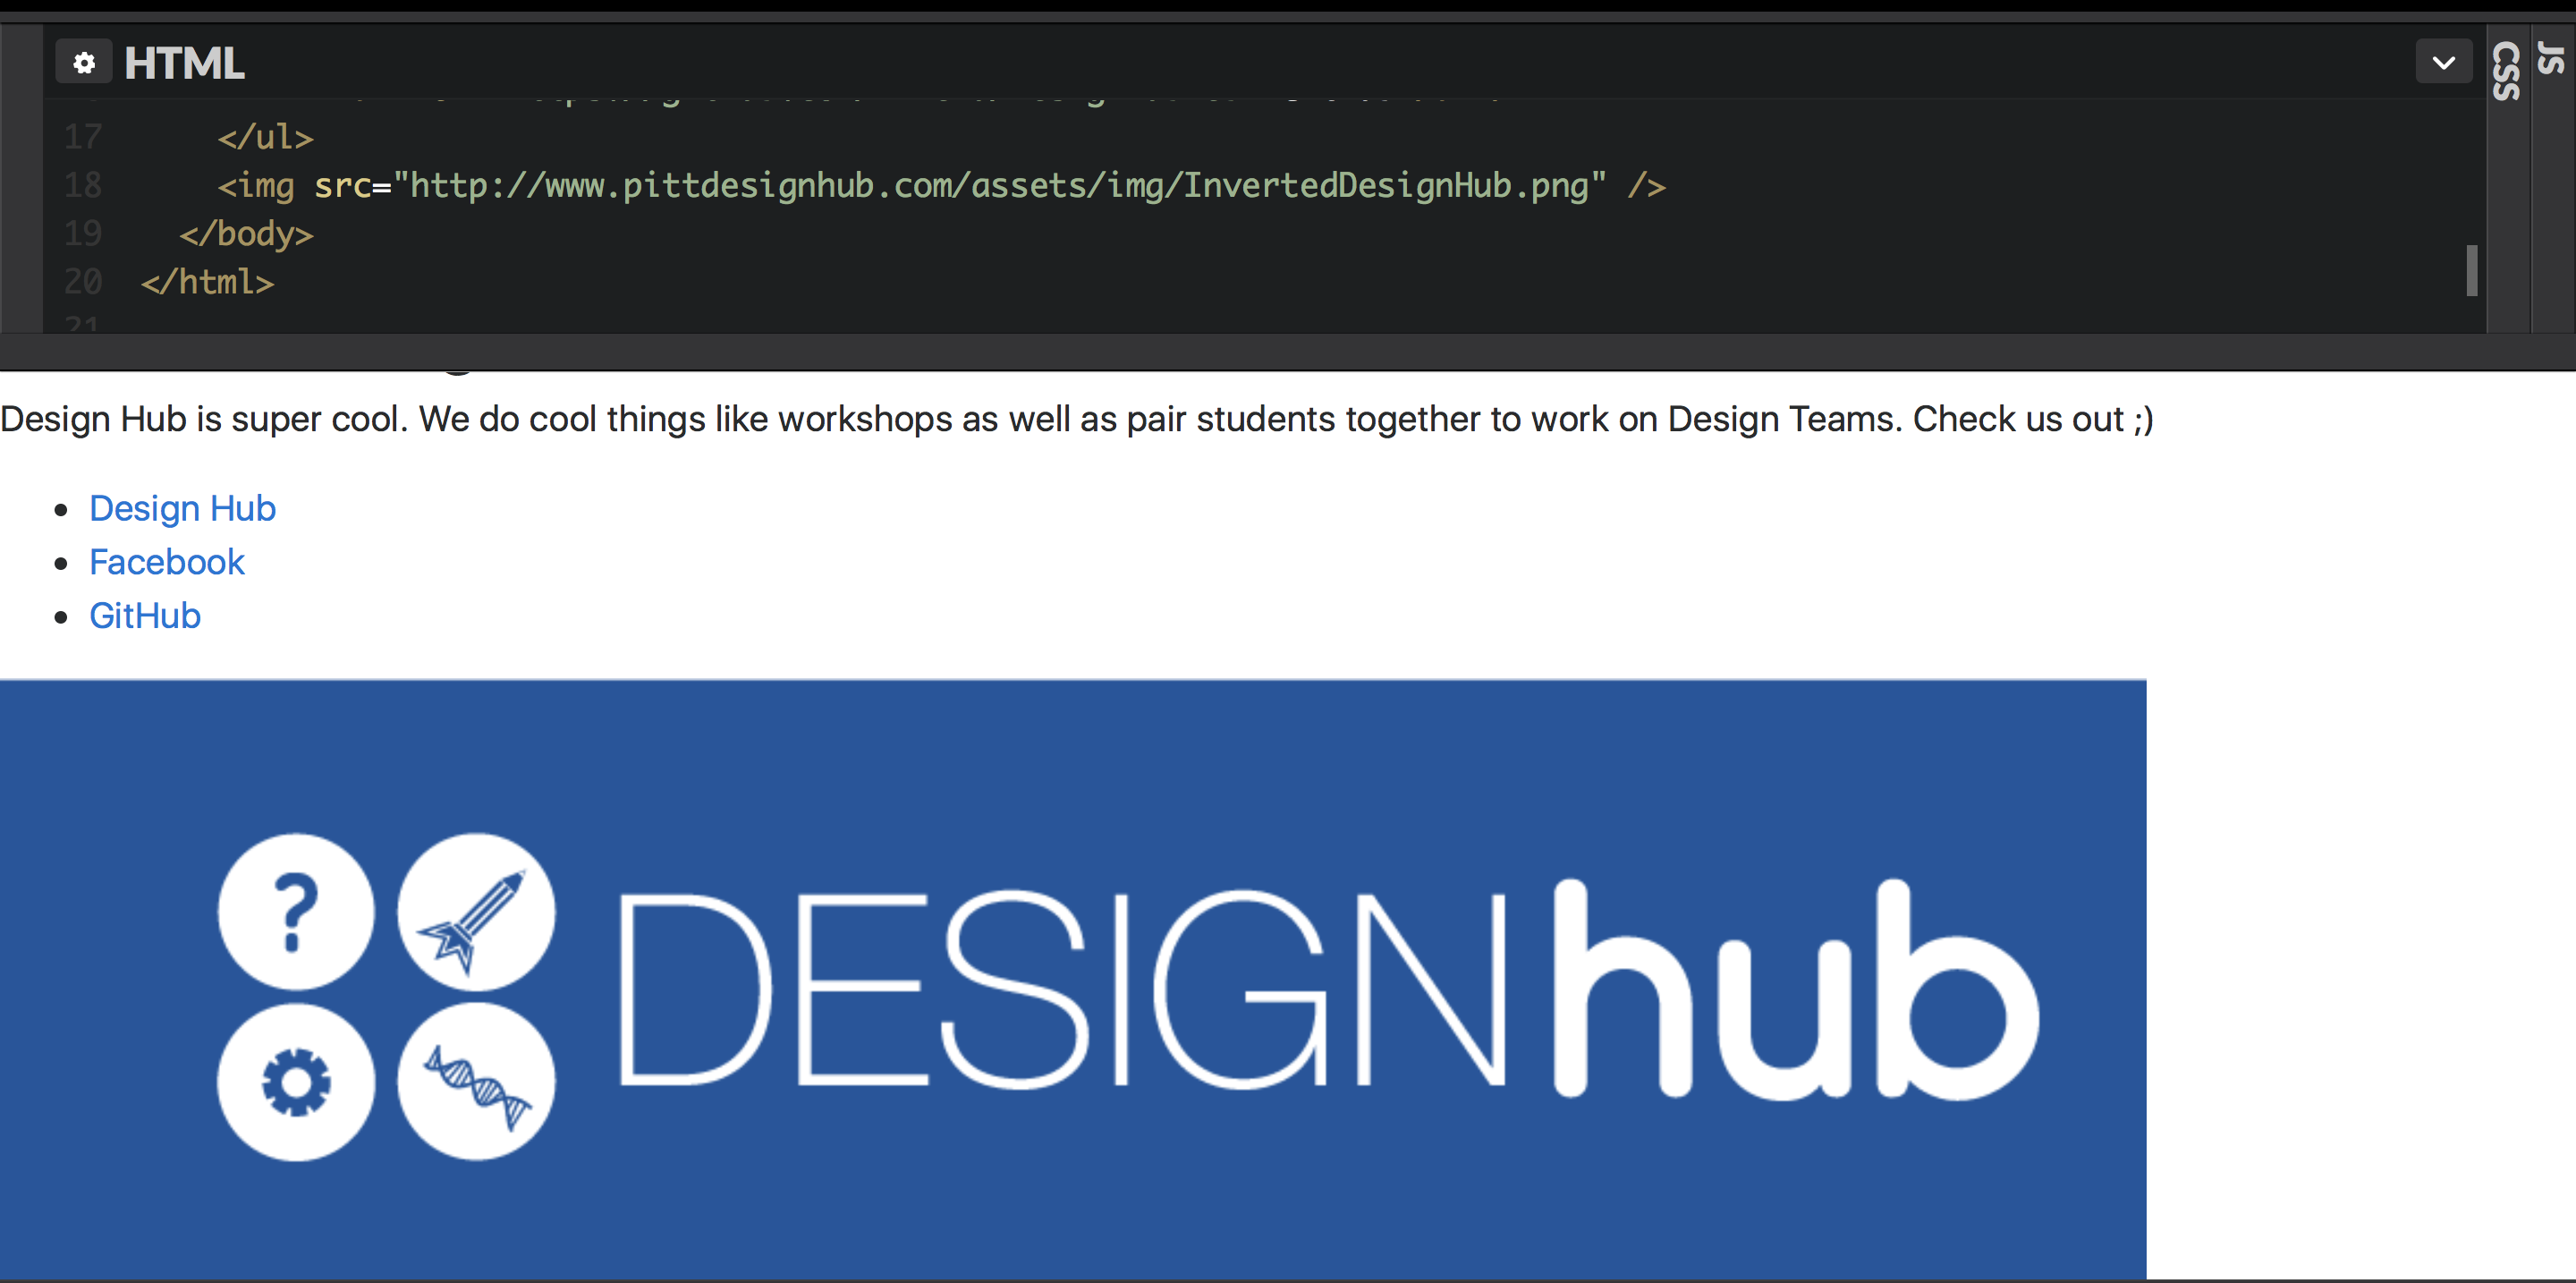 HTML
CSS
JS
17 </ul>
18 <img src="http://www.pittdesignhub.com/assets/img/InvertedDesignHub.png" />
19 </body>
20 </html>
21
Design Hub is super cool. We do cool things like workshops as well as pair students together to work on Design Teams. Check us out ;)
Design Hub
Facebook
GitHub
?
DESIGNhub